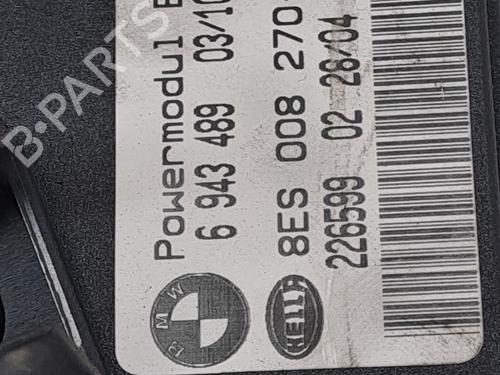 Powermodul
6 943 489 03/10
8ES 008 270-
226599 02 28/04
BMW
HELLA
B-PARTS